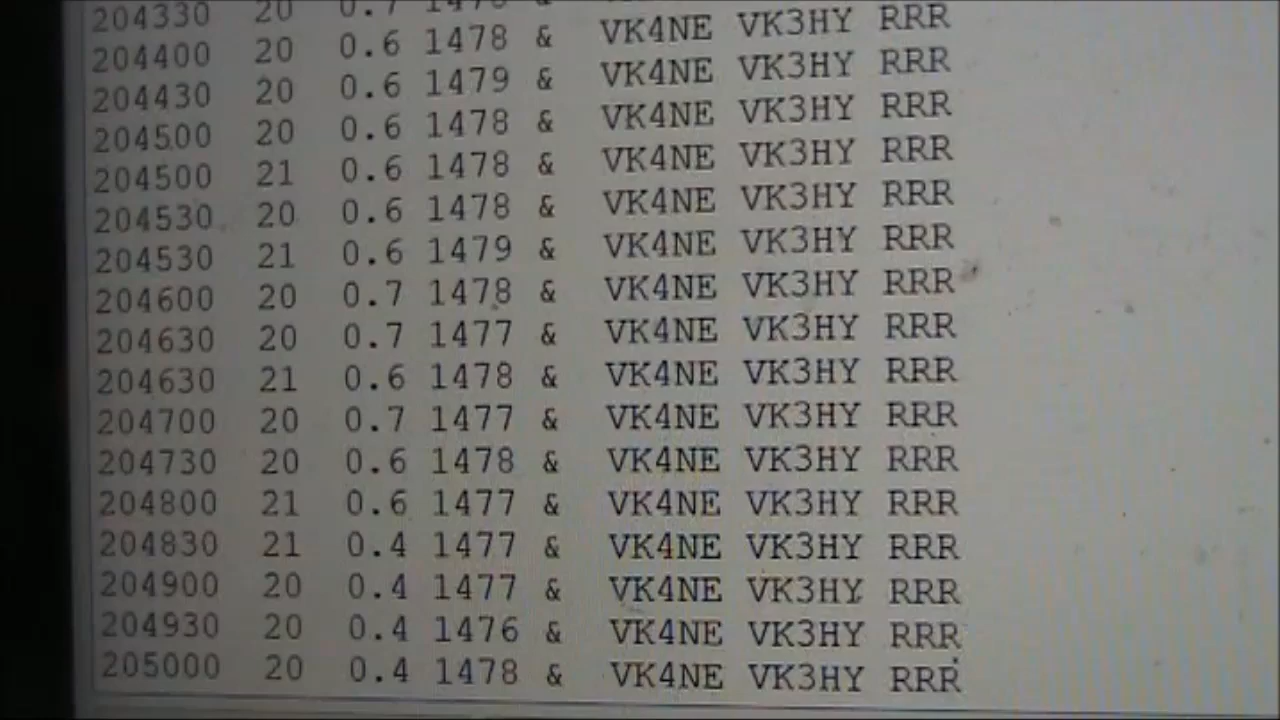 204330 20 0.7 1478 &
204400 20 0.6 1478 & VK4NE VK3HY RRR
204430 20 0.6 1479 & VK4NE VK3HY RRR
204500 20 0.6 1478 & VK4NE VK3HY RRR
204500 21 0.6 1478 & VK4NE VK3HY RRR
204530 20 0.6 1478 & VK4NE VK3HY RRR
204530 21 0.6 1479 & VK4NE VK3HY RRR
204600 20 0.7 1478 & VK4NE VK3HY RRR
204630 20 0.7 1477 & VK4NE VK3HY RRR
204630 21 0.6 1478 & VK4NE VK3HY RRR
204700 20 0.7 1477 & VK4NE VK3HY RRR
204730 20 0.6 1478 & VK4NE VK3HY RRR
204800 21 0.6 1477 & VK4NE VK3HY RRR
204830 21 0.4 1477 & VK4NE VK3HY RRR
204900 20 0.4 1477 & VK4NE VK3HY RRR
204930 20 0.4 1476 & VK4NE VK3HY RRR
205000 20 0.4 1478 & VK4NE VK3HY RRR